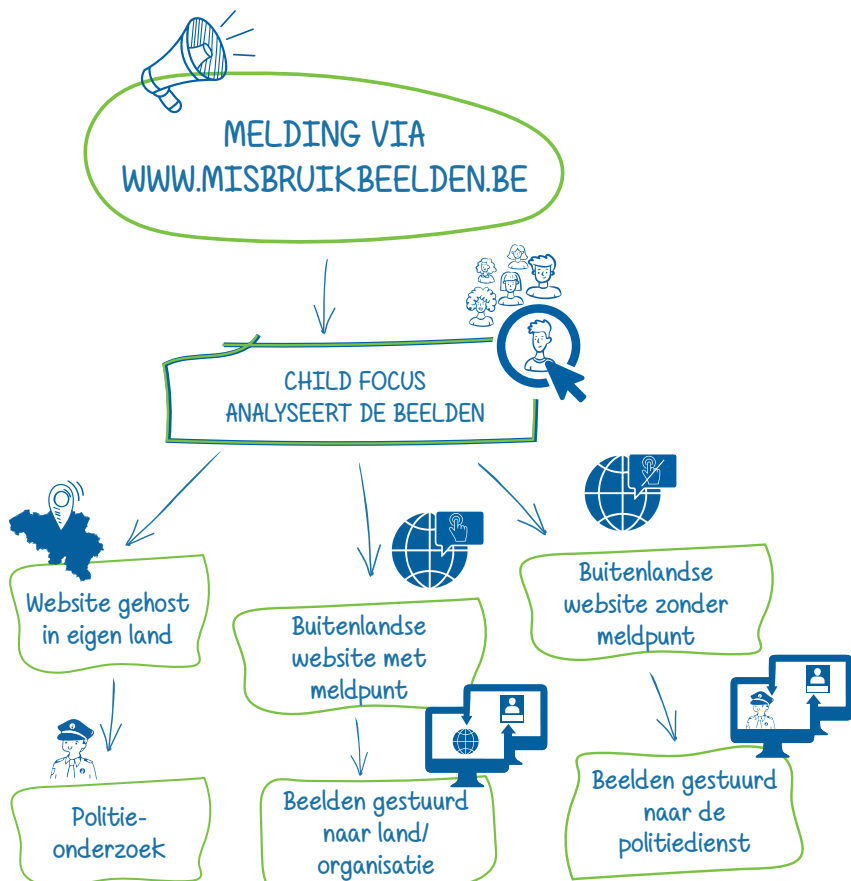 MELDING VIA
WWW.MISBRUIKBEELDEN.BE
CHILD FOCUS
ANALYSEERT DE BEELDEN
Website gehost
in eigen land
Buitenlandse
website met
meldpunt
Buitenlandse
website zonder
meldpunt
Politie-
onderzoek
Beelden gestuurd
naar land/
organisatie
Beelden gestuurd
naar de
politiedienst